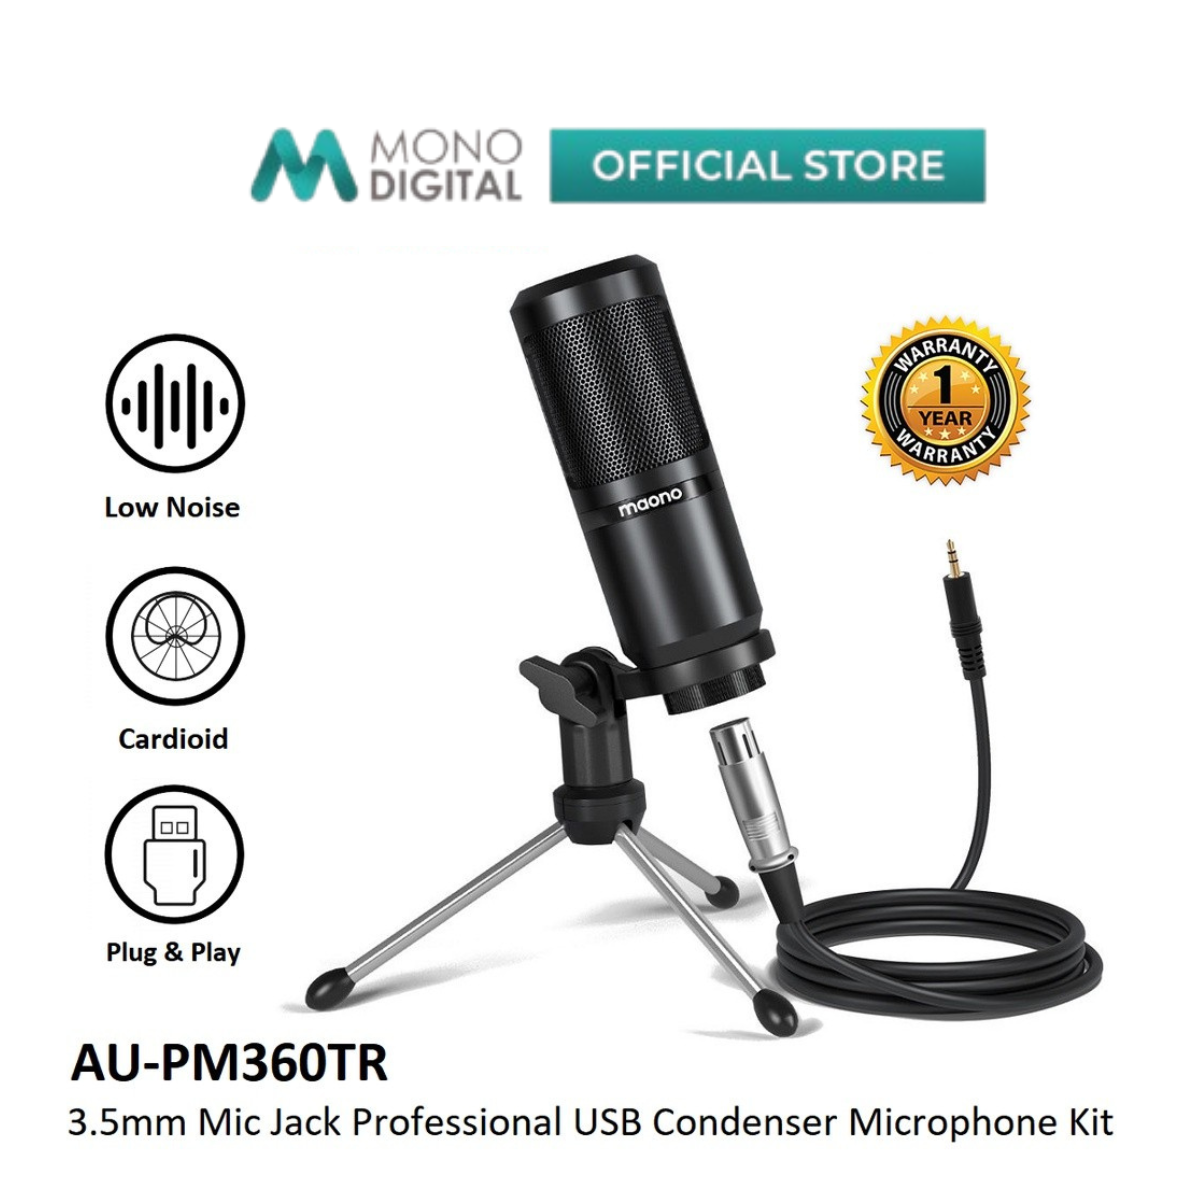 MONO
DIGITAL
OFFICIAL STORE
WARRANTY
1
YEAR
WARRANTY
Low Noise
maono
Cardioid
Plug & Play
AU-PM360TR
3.5mm Mic Jack Professional USB Condenser Microphone Kit